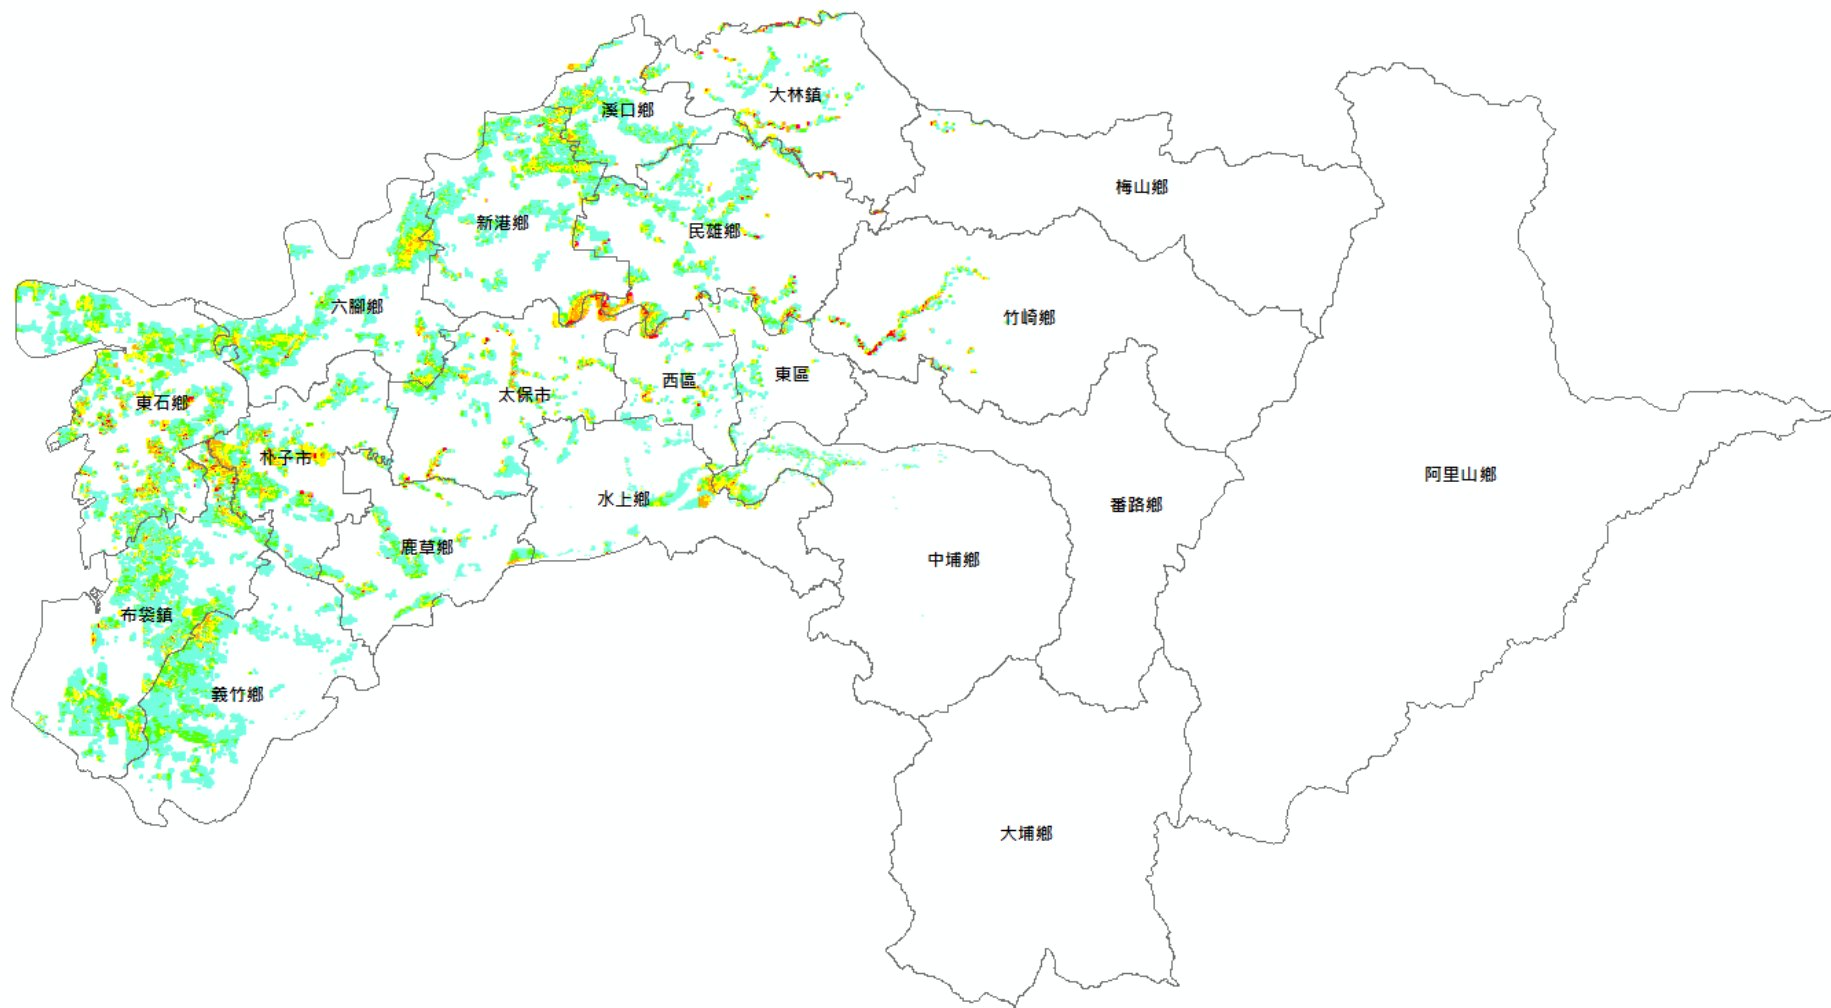 大林鎮
溪口鄉
梅山鄉
新港鄉
民雄鄉
六腳鄉
竹崎鄉
西區
東區
太保市
東石鄉
朴子市
阿里山鄉
水上鄉
番路鄉
鹿草鄉
中埔鄉
布袋鎮
義竹鄉
大埔鄉